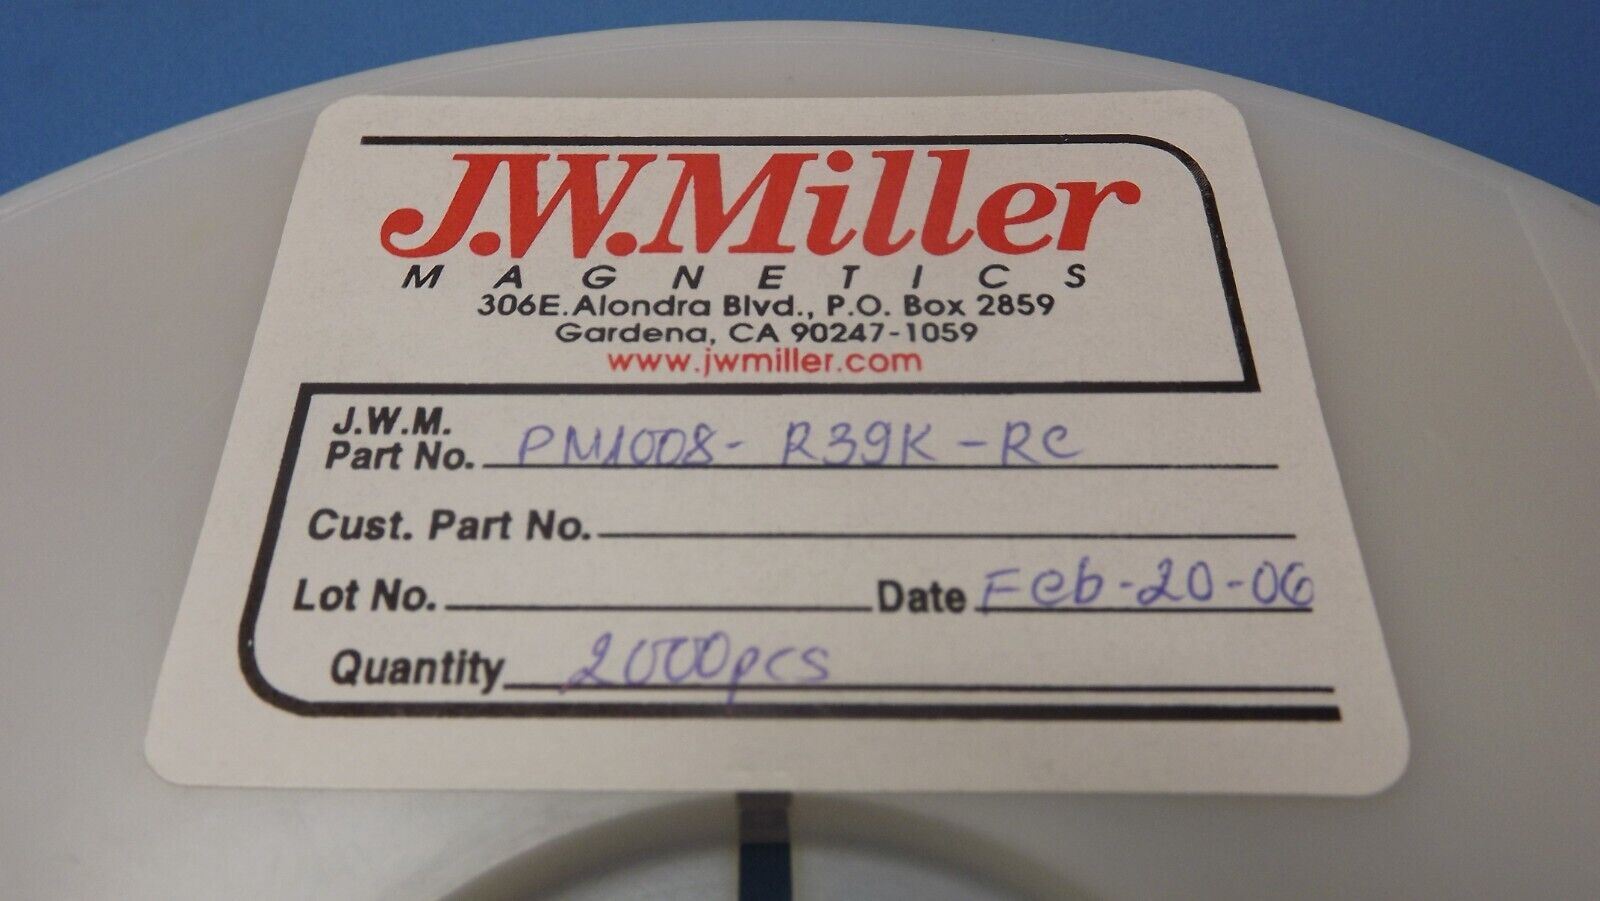 J.W.Miller
MAGNETICS
306E.Alondra Blvd., P.O. Box 2859
Gardena, CA 90247-1059
www.jwmiller.com
J.W.M.
Part No. PM1008-R39K-RC
Cust. Part No.
Lot No. Date Feb-20-06
Quantity 2000pcs